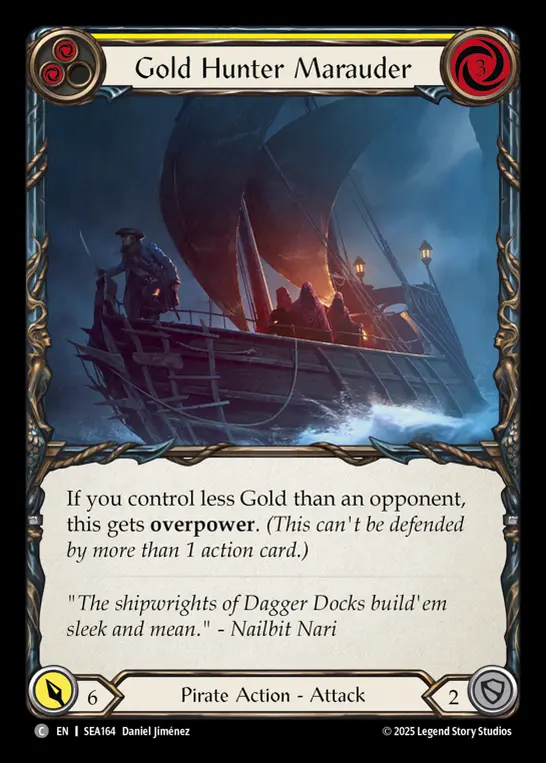 Gold Hunter Marauder
3
If you control less Gold than an opponent,
this gets overpower. (This can't be defended
by more than 1 action card.)
"The shipwrights of Dagger Docks build'em
sleek and mean." - Nailbit Nari
6
Pirate Action - Attack
2
C EN SEA164 Daniel Jiménez
© 2025 Legend Story Studios